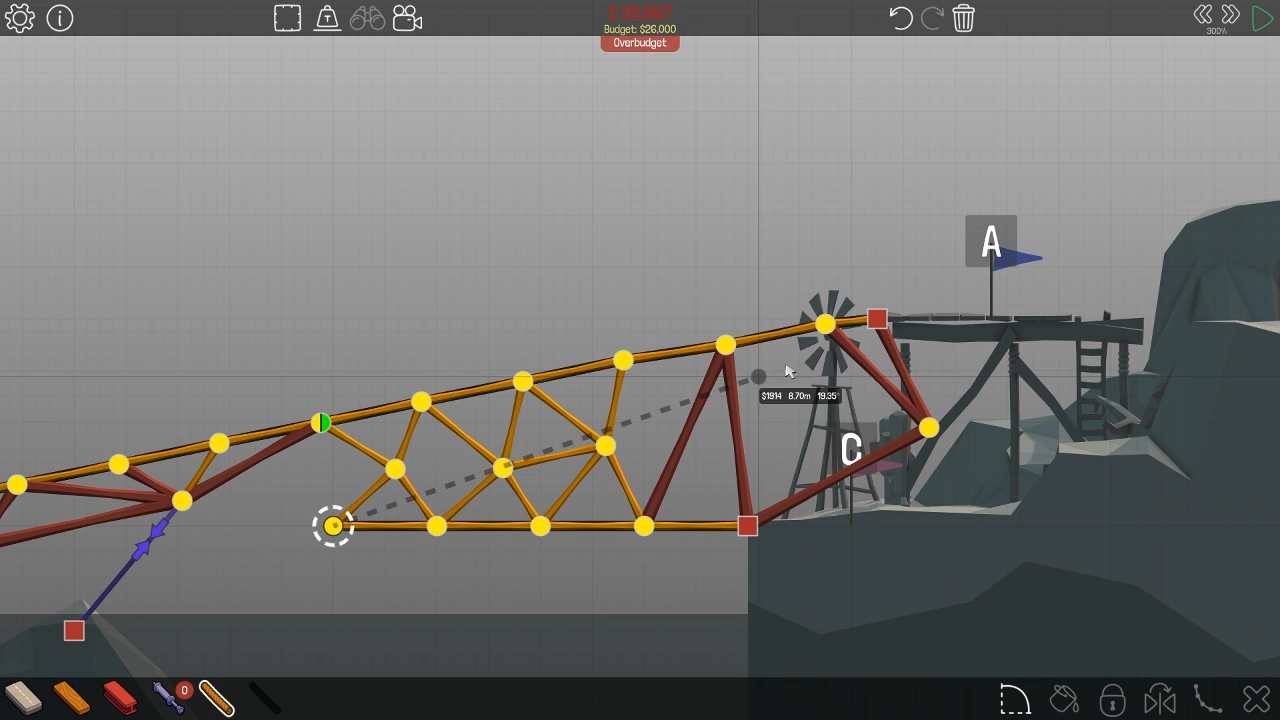 $ 32,667
Budget: $26,000
Overbudget
300%
A
$1914 8.70m 19.35°
C
0